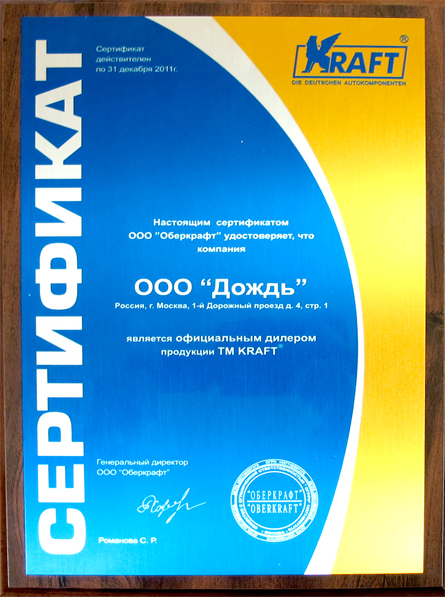 СЕРТИФИКАТ
Сертификат
действителен
по 31 декабря 2011г.
KRAFT®
DIE DEUTSCHEN AUTOKOMPONENTEN
Настоящим сертификатом
ООО "Оберкрафт" удостоверяет, что
компания
ООО “Дождь”
Россия, г. Москва, 1-й Дорожный проезд д. 4, стр. 1
является официальным дилером
продукции ТМ KRAFT®
Генеральный директор
ООО "Оберкрафт"
Романова С. Р.
"ОБЕРКРАФТ"
"OBERKRAFT"